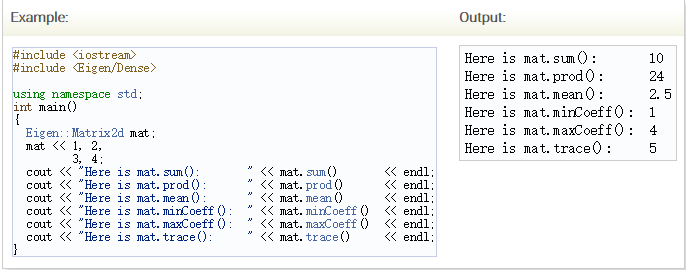 Example:
#include <iostream>
#include <Eigen/Dense>
using namespace std;
int main()
{
  Eigen::Matrix2d mat;
  mat << 1, 2,
         3, 4;
  cout << "Here is mat.sum():       " << mat.sum()       << endl;
  cout << "Here is mat.prod():      " << mat.prod()      << endl;
  cout << "Here is mat.mean():      " << mat.mean()      << endl;
  cout << "Here is mat.minCoeff():  " << mat.minCoeff()  << endl;
  cout << "Here is mat.maxCoeff():  " << mat.maxCoeff()  << endl;
  cout << "Here is mat.trace():     " << mat.trace()     << endl;
}
Output:
Here is mat.sum():       10
Here is mat.prod():      24
Here is mat.mean():      2.5
Here is mat.minCoeff():  1
Here is mat.maxCoeff():  4
Here is mat.trace():     5